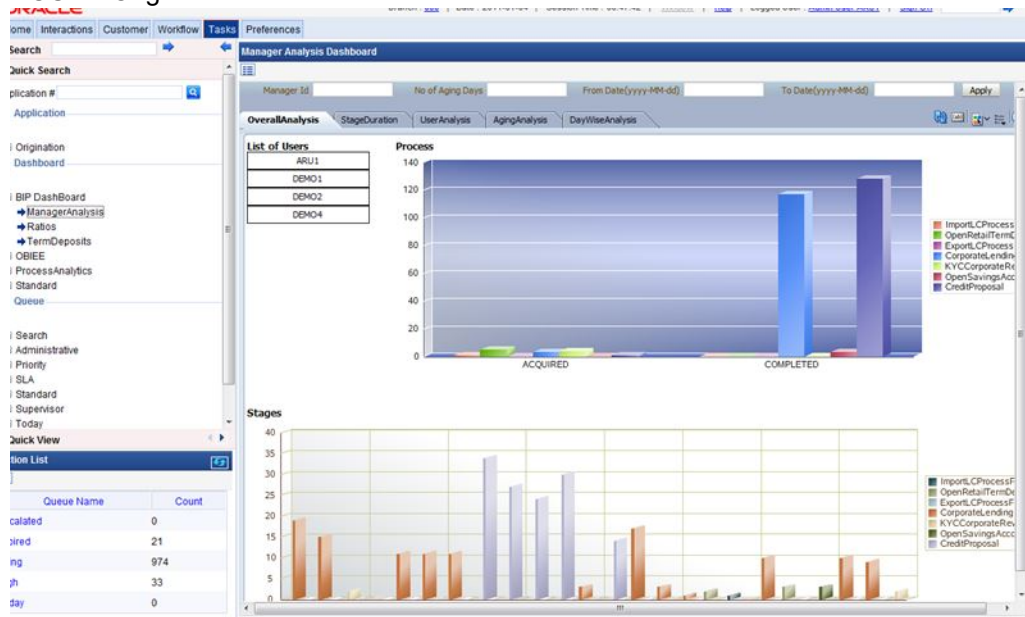 ORACLE
Home Interactions Customer Workflow Tasks Preferences
Search
Quick Search
plication #
Application
Origination
Dashboard
BIP DashBoard
ManagerAnalysis
Ratios
TermDeposits
OBIEE
ProcessAnalytics
Standard
Queue
Search
Administrative
Priority
SLA
Standard
Supervisor
Today
Quick View
tion List
Queue Name Count
calated 0
pired 21
ng 974
gh 33
day 0
Manager Analysis Dashboard
Manager Id No of Aging Days From Date(yyyy-MM-dd) To Date(yyyy-MM-dd) Apply
OverallAnalysis StageDuration UserAnalysis AgingAnalysis DayWiseAnalysis
List of Users
ARU1
DEMO1
DEMO2
DEMO4
Process
140
120
100
80
60
40
20
0
ACQUIRED COMPLETED
ImportLCProcess
OpenRetailTermD
ExportLCProcess
CorporateLending
KYCCorporateRe
OpenSavingsAcc
CreditProposal
Stages
40
35
30
25
20
15
10
5
0
ImportLCProcessF
OpenRetailTermDe
ExportLCProcessF
CorporateLending
KYCCorporateRev
OpenSavingsAcco
CreditProposal